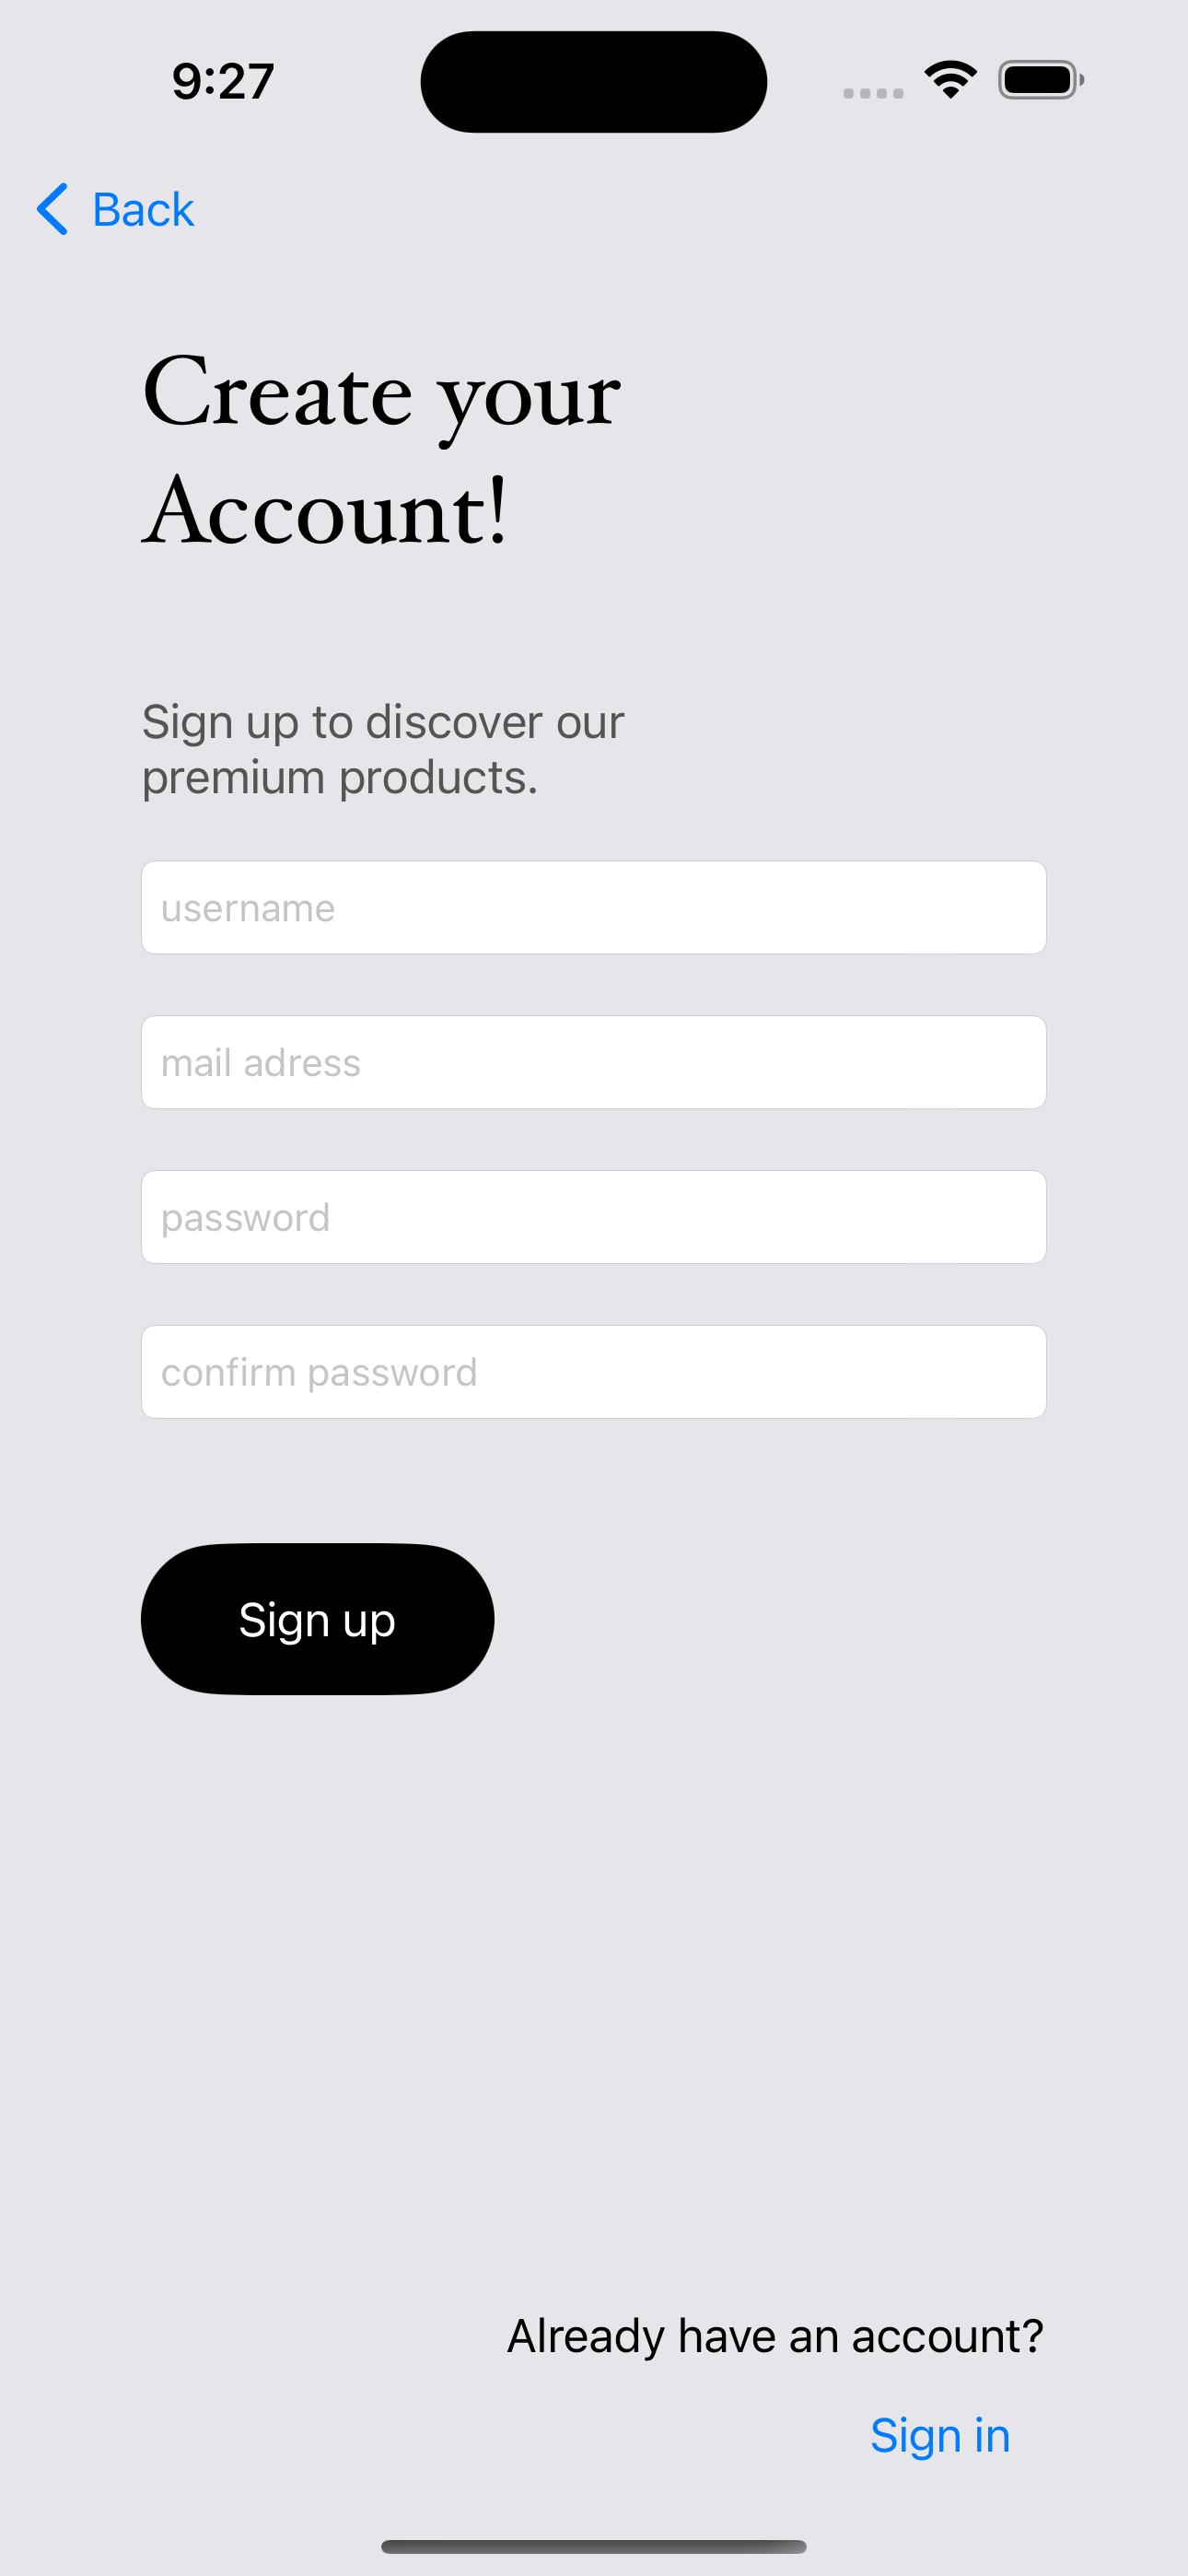 9:27
Back
Create your
Account!
Sign up to discover our
premium products.
username
mail adress
password
confirm password
Sign up
Already have an account?
Sign in